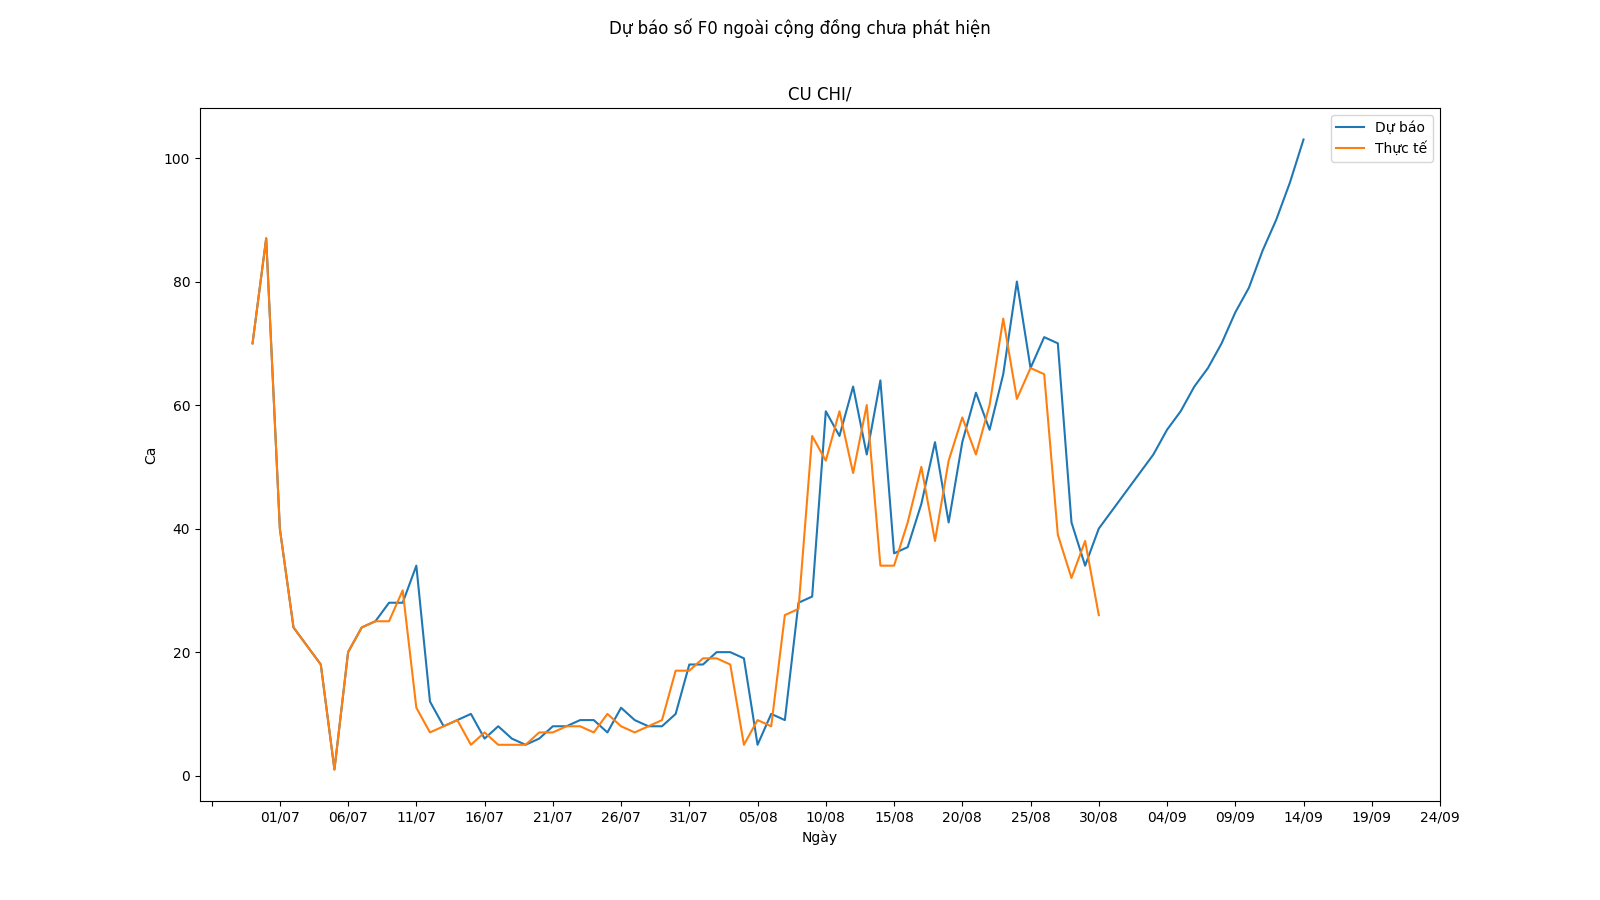 Dự báo số F0 ngoài cộng đồng chưa phát hiện
CU CHI/
Dự báo
Thực tế
100
80
60
40
20
0
Ca
01/07 06/07 11/07 16/07 21/07 26/07 31/07 05/08 10/08 15/08 20/08 25/08 30/08 04/09 09/09 14/09 19/09 24/09
Ngày